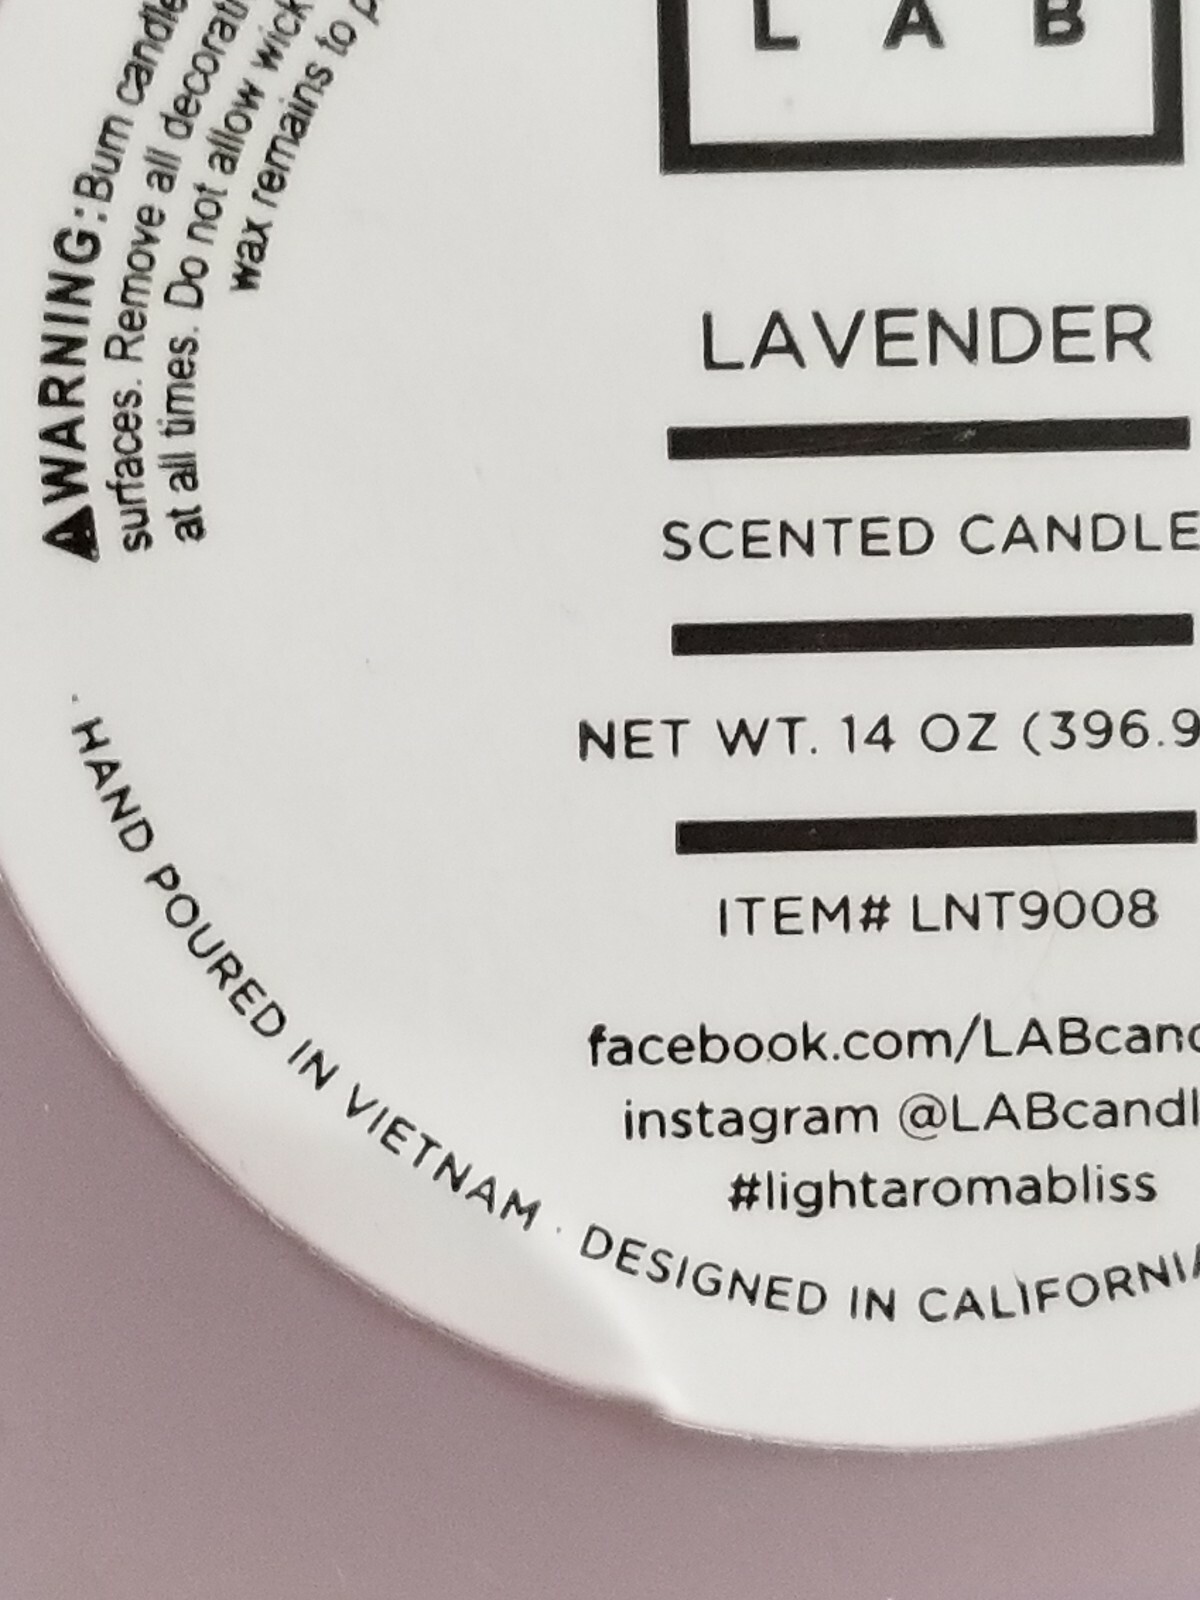 LAB
LAVENDER
SCENTED CANDLE
NET WT. 14 OZ (396.9
ITEM# LNT9008
facebook.com/LABcand
instagram @LABcandl
#lightaromabliss
WARNING: Burn candle
surfaces. Remove all decorati
at all times. Do not allow wick
wax remains to p
· HAND POURED IN VIETNAM · DESIGNED IN CALIFORNIA